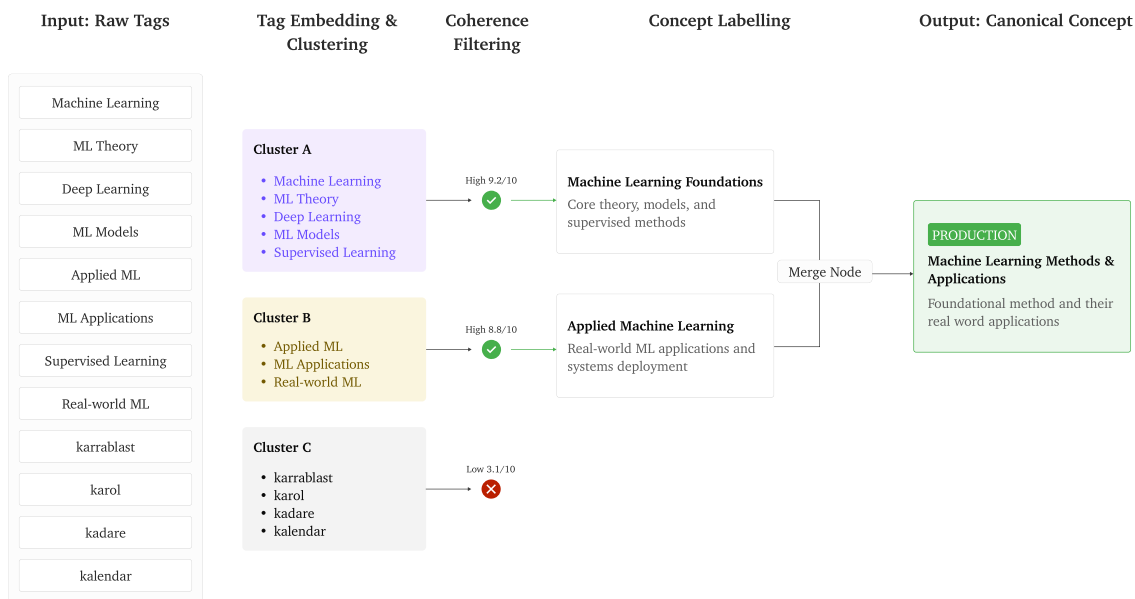 Input: Raw Tags
Tag Embedding &
Clustering
Coherence
Filtering
Concept Labelling
Output: Canonical Concept
Machine Learning
ML Theory
Deep Learning
ML Models
Applied ML
ML Applications
Supervised Learning
Real-world ML
karrablast
karol
kadare
kalendar
Cluster A
• Machine Learning
• ML Theory
• Deep Learning
• ML Models
• Supervised Learning
High 9.2/10
Machine Learning Foundations
Core theory, models, and
supervised methods
Cluster B
• Applied ML
• ML Applications
• Real-world ML
High 8.8/10
Applied Machine Learning
Real-world ML applications and
systems deployment
Cluster C
• karrablast
• karol
• kadare
• kalendar
Low 3.1/10
Merge Node
PRODUCTION
Machine Learning Methods &
Applications
Foundational method and their
real word applications